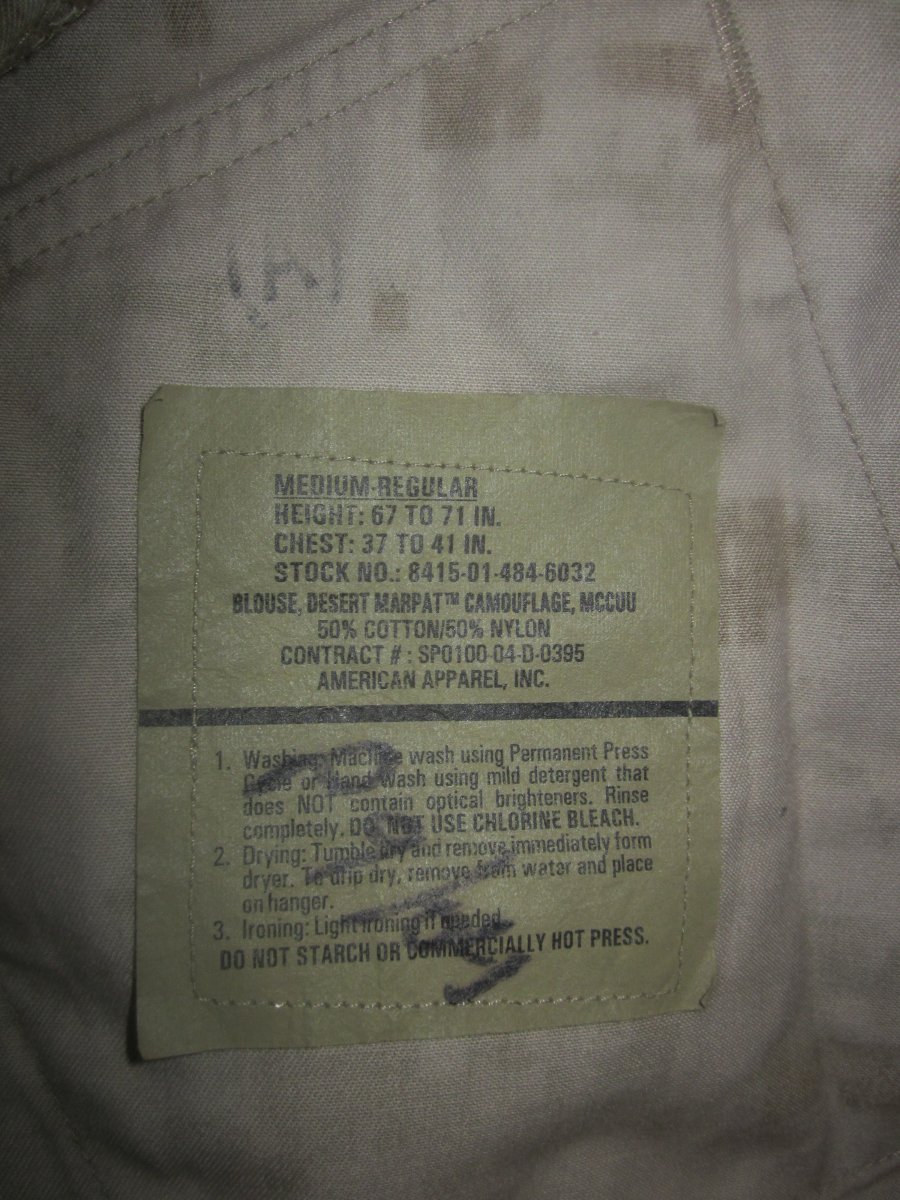 MEDIUM-REGULAR
HEIGHT: 67 TO 71 IN.
CHEST: 37 TO 41 IN.
STOCK NO.: 8415-01-484-6032
BLOUSE, DESERT MARPAT™ CAMOUFLAGE, MCCUU
50% COTTON/50% NYLON
CONTRACT # : SP0100-04-D-0395
AMERICAN APPAREL, INC.
1. Washing: Machine wash using Permanent Press
Cycle or Hand wash using mild detergent that
does NOT contain optical brighteners. Rinse
completely. DO NOT USE CHLORINE BLEACH.
2. Drying: Tumble dry and remove immediately form
dryer. To drip dry, remove from water and place
on hanger.
3. Ironing: Light ironing if needed
DO NOT STARCH OR COMMERCIALLY HOT PRESS.